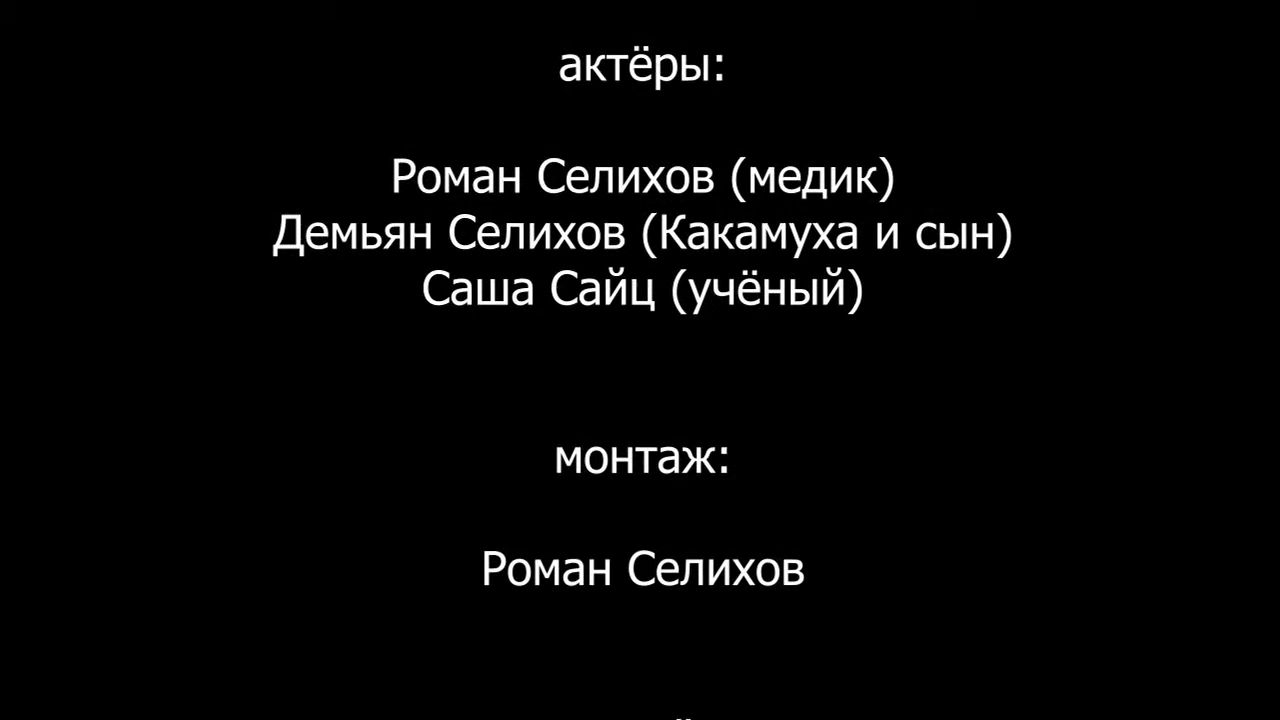 актёры:
Роман Селихов (медик)
Демьян Селихов (Какамуха и сын)
Саша Сайц (учёный)
монтаж:
Роман Селихов